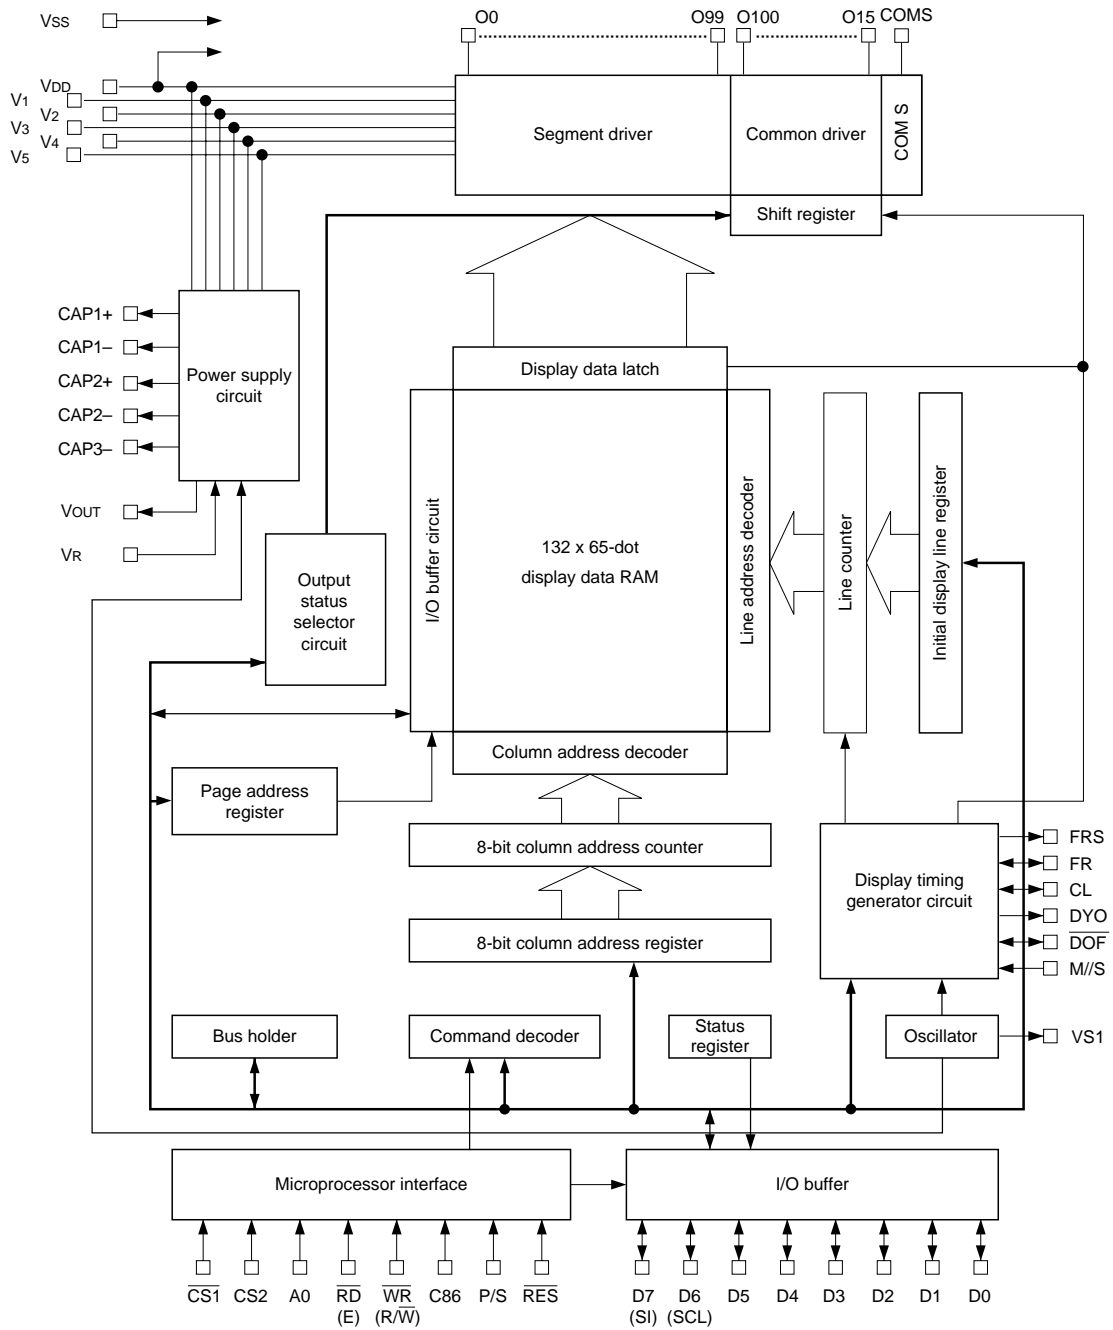 VSS
O0
O99
O100
O15
COMS
VDD
V1
V2
V3
V4
V5
Segment driver
Common driver
COM S
Shift register
CAP1+
CAP1–
CAP2+
CAP2–
CAP3–
VOUT
VR
Power supply
circuit
Display data latch
Output
status
selector
circuit
I/O buffer circuit
132 x 65-dot
display data RAM
Line address decoder
Line counter
Initial display line register
Column address decoder
Page address
register
8-bit column address counter
8-bit column address register
Display timing
generator circuit
FRS
FR
CL
DYO
DOF
M//S
Bus holder
Command decoder
Status
register
Oscillator
VS1
Microprocessor interface
I/O buffer
CS1
CS2
A0
RD
(E)
WR
(R/W)
C86
P/S
RES
D7
(SI)
D6
(SCL)
D5
D4
D3
D2
D1
D0